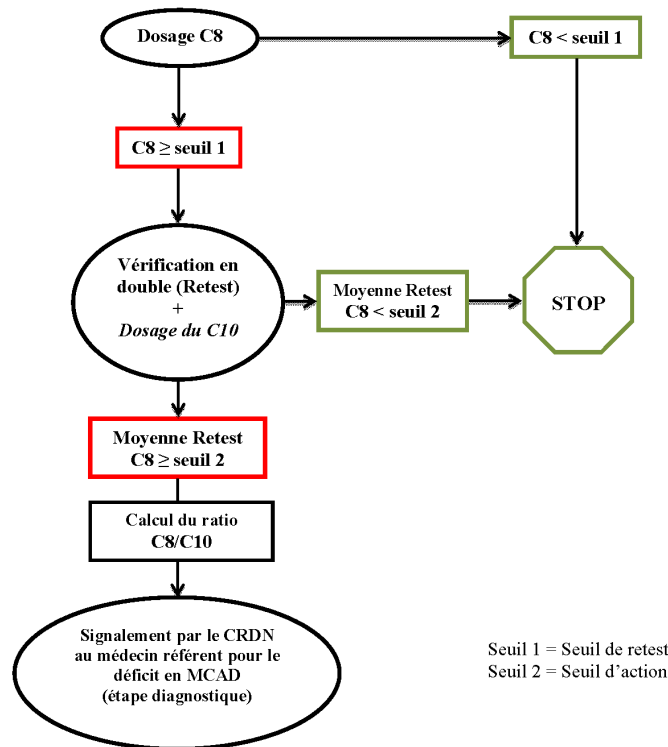 Dosage C8
C8 < seuil 1
C8 ≥ seuil 1
Vérification en
double (Retest)
+
Dosage du C10
Moyenne Retest
C8 < seuil 2
STOP
Moyenne Retest
C8 ≥ seuil 2
Calcul du ratio
C8/C10
Signalement par le CRDN
au médecin référent pour le
déficit en MCAD
(étape diagnostique)
Seuil 1 = Seuil de retest
Seuil 2 = Seuil d'action